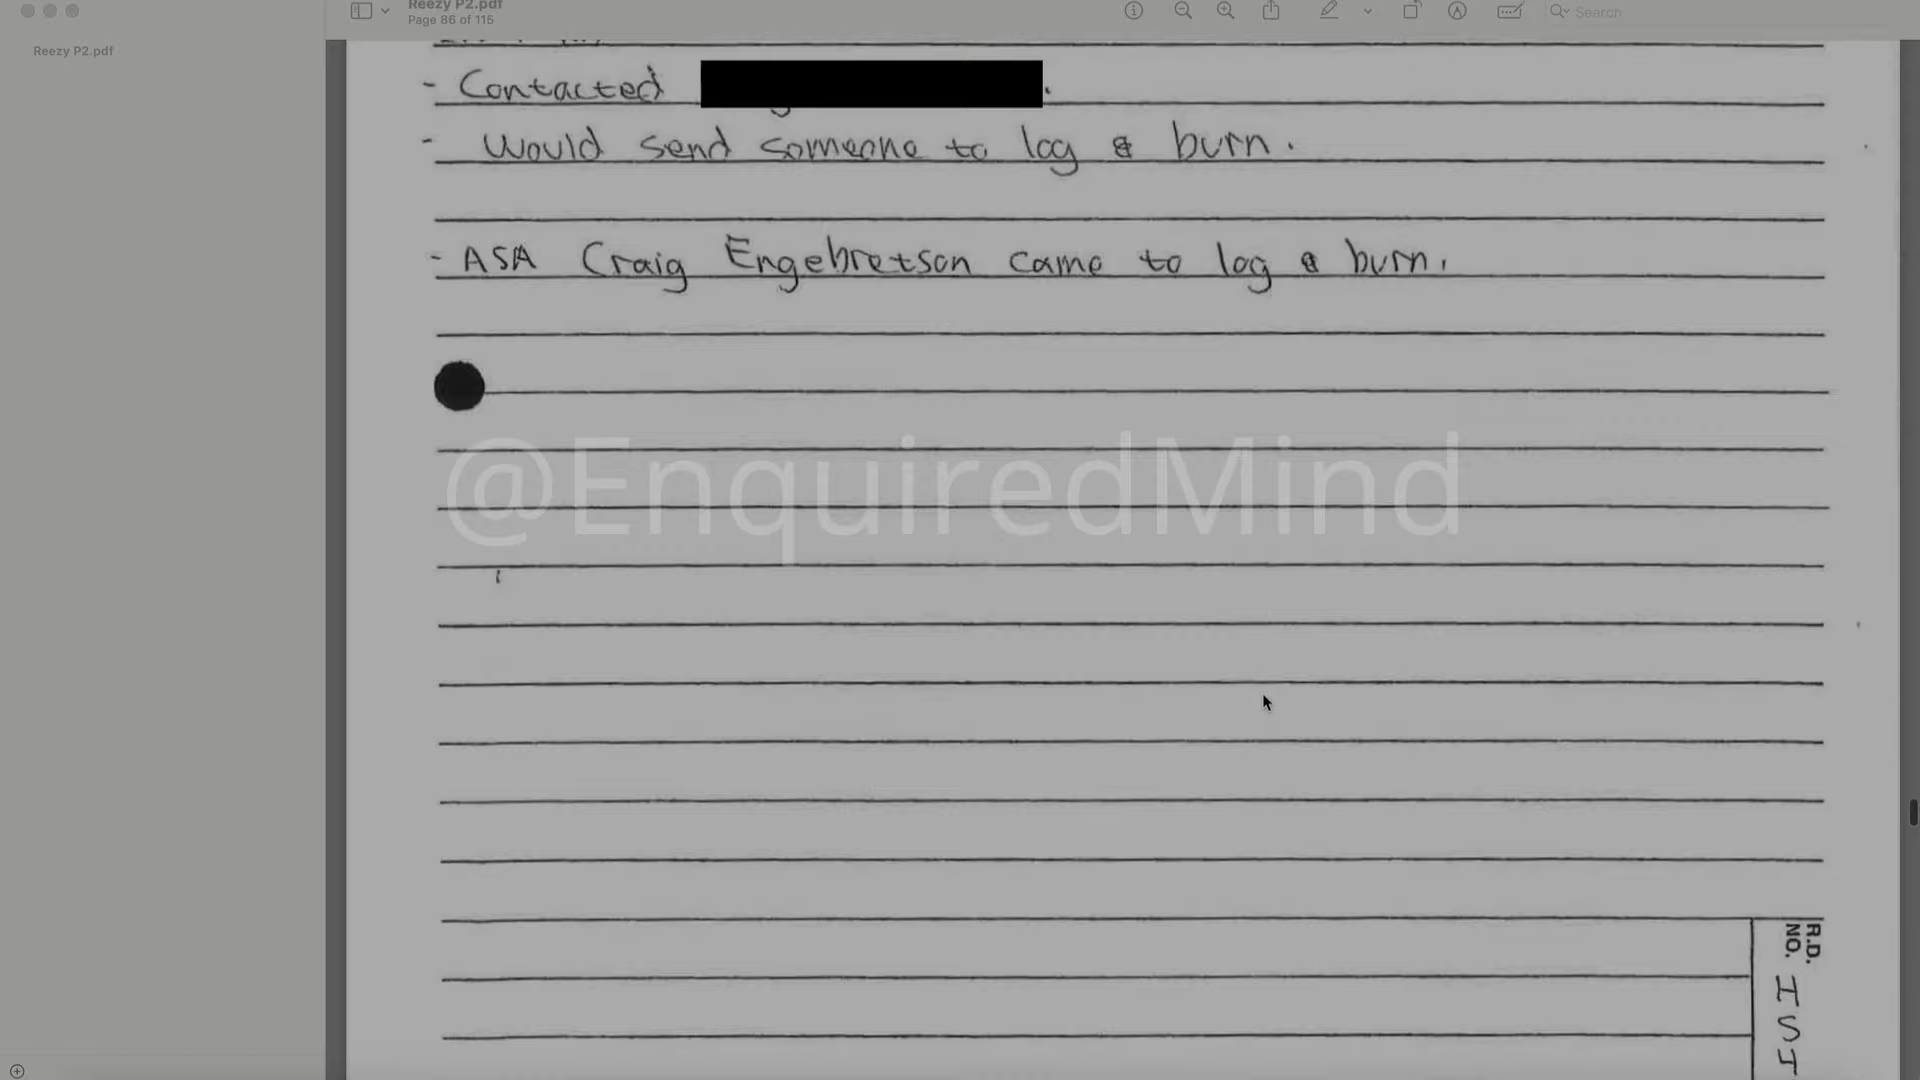 Reezy P2.pdf
Page 86 of 115
Search
Reezy P2.pdf
- Contacted .
- Would send someone to log & burn.
- ASA Craig Engebretson came to log & burn.
@EnquiredMind
R.D.
NO.